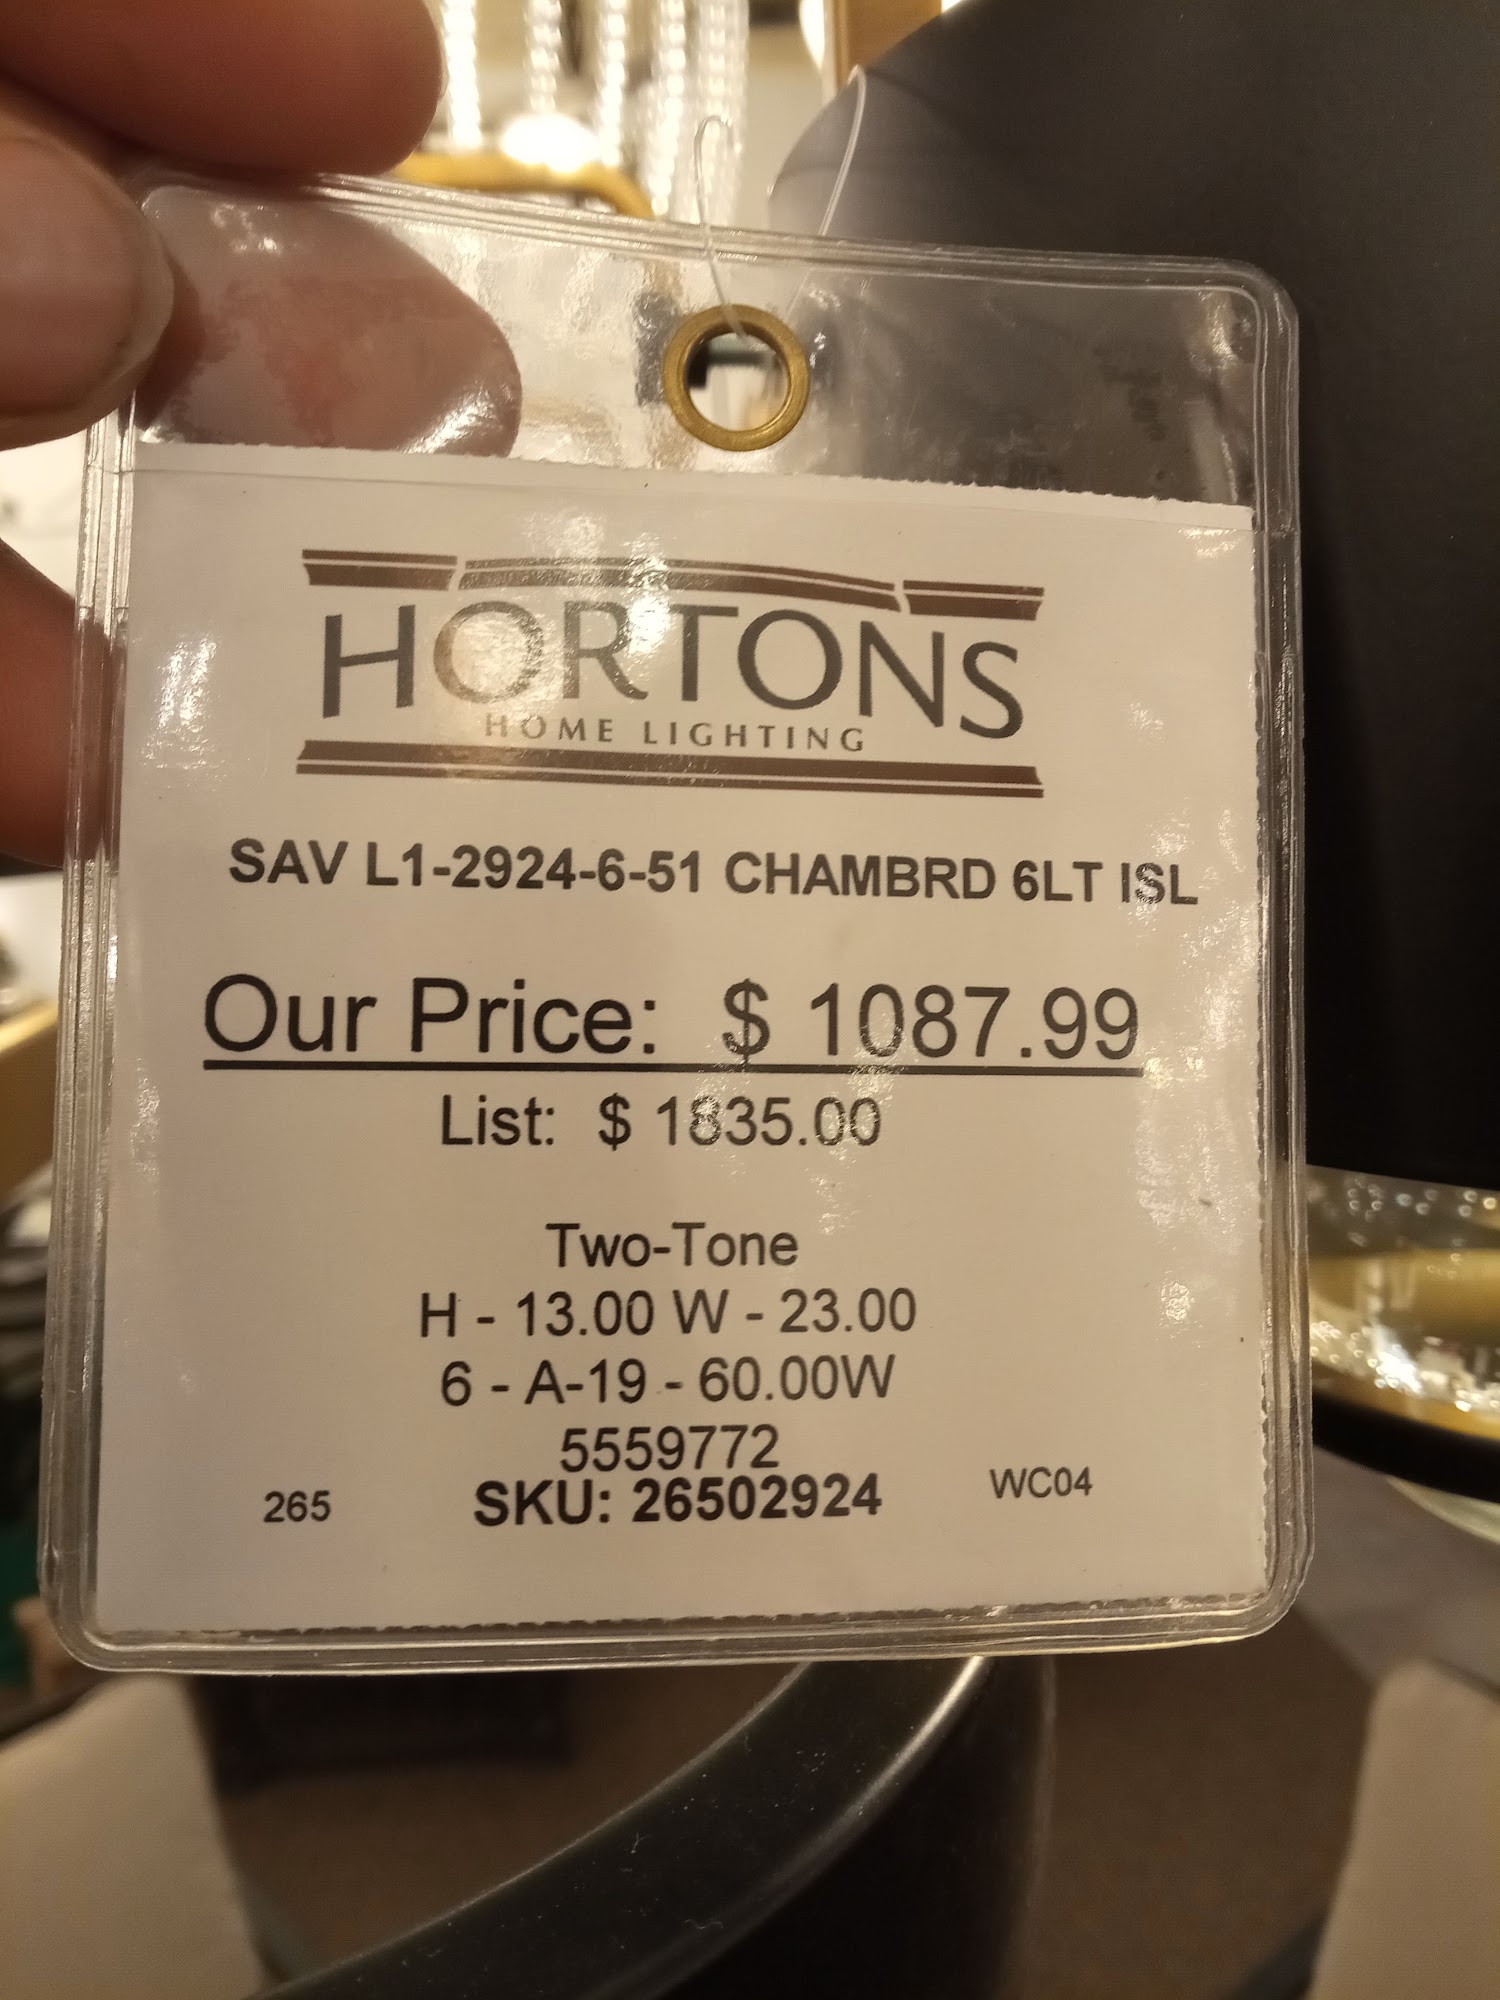 HORTONS
HOME LIGHTING
SAV L1-2924-6-51 CHAMBRD 6LT ISL
Our Price: $ 1087.99
List: $ 1835.00
Two-Tone
H - 13.00 W - 23.00
6 - A-19 - 60.00W
5559772
265 SKU: 26502924 WC04